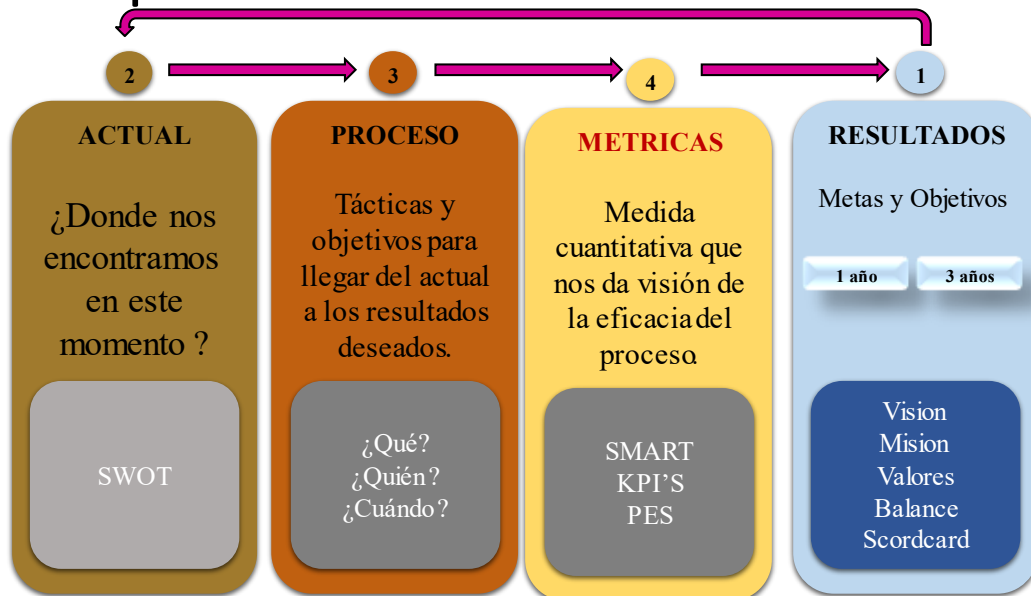 2
3
4
1
ACTUAL
¿Donde nos
encontramos
en este
momento ?
SWOT
PROCESO
Tácticas y
objetivos para
llegar del actual
a los resultados
deseados.
¿Qué?
¿Quién?
¿Cuándo?
METRICAS
Medida
cuantitativa que
nos da visión de
la eficacia del
proceso.
SMART
KPI’S
PES
RESULTADOS
Metas y Objetivos
1 año
3 años
Vision
Mision
Valores
Balance
Scordcard